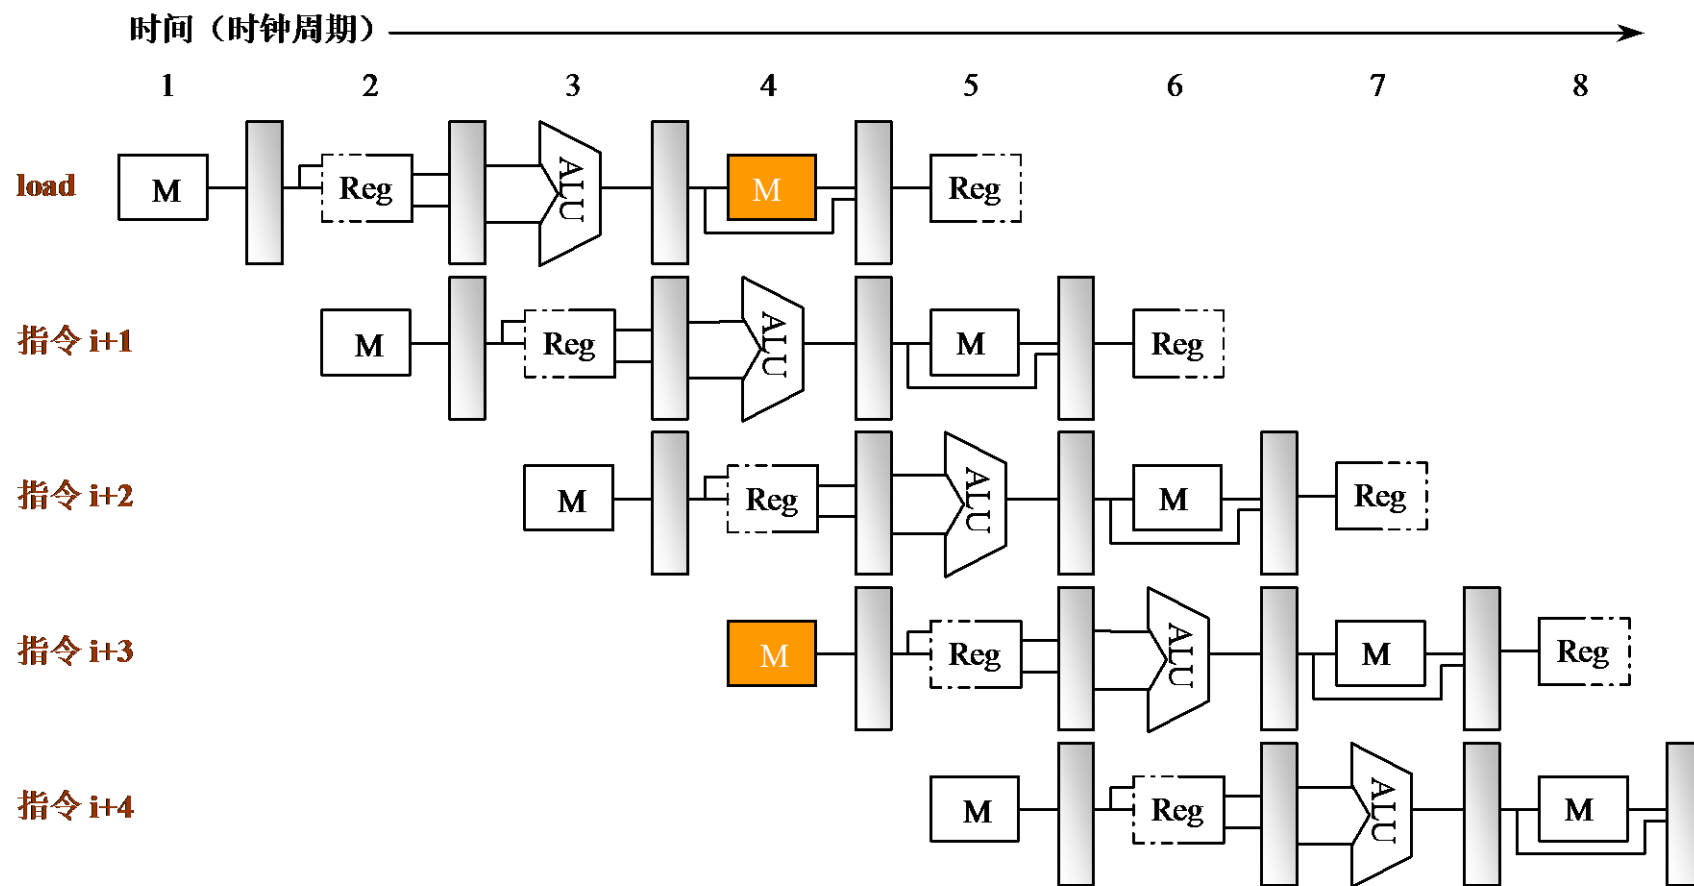 时间（时钟周期）
1 2 3 4 5 6 7 8
load M Reg ALU M Reg
指令 i+1 M Reg ALU M Reg
指令 i+2 M Reg ALU M Reg
指令 i+3 M Reg ALU M Reg
指令 i+4 M Reg ALU M